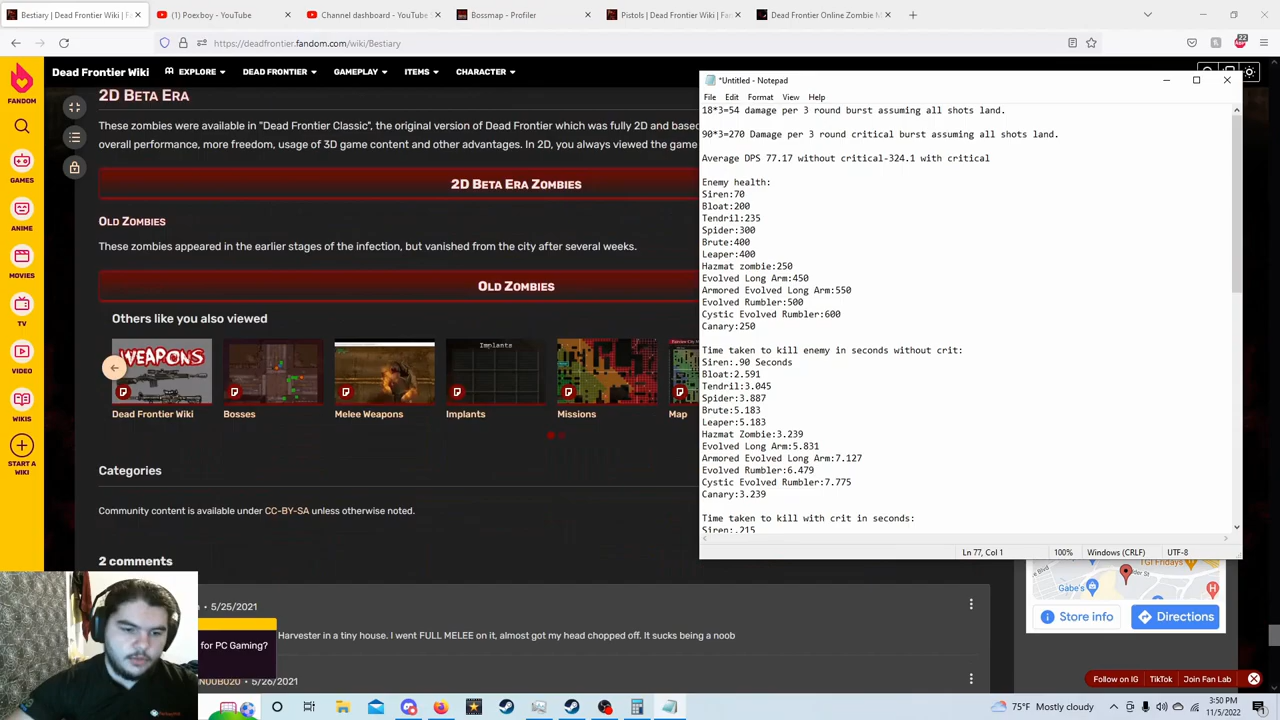 Bestiary | Dead Frontier Wiki | F
(1) Poexboy - YouTube
Channel dashboard - YouTube S
Bossmap - Profiler
Pistols | Dead Frontier Wiki | Fan
Dead Frontier Online Zombie M
https://deadfrontier.fandom.com/wiki/Bestiary
22
FANDOM
GAMES
ANIME
MOVIES
TV
VIDEO
WIKIS
START A WIKI
Dead Frontier Wiki
EXPLORE
DEAD FRONTIER
GAMEPLAY
ITEMS
CHARACTER
2D Beta Era
These zombies were available in "Dead Frontier Classic", the original version of Dead Frontier which was fully 2D and based
overall performance, more freedom, usage of 3D game content and other advantages. In 2D, you always viewed the game
2D Beta Era Zombies
Old Zombies
These zombies appeared in the earlier stages of the infection, but vanished from the city after several weeks.
Old Zombies
Others like you also viewed
WEAPONS
Implants
Dead Frontier Wiki
Bosses
Melee Weapons
Implants
Missions
Map
Categories
Community content is available under CC-BY-SA unless otherwise noted.
2 comments
• 5/25/2021
Harvester in a tiny house. I went FULL MELEE on it, almost got my head chopped off. It sucks being a noob
for PC Gaming?
N00B020 • 5/26/2021
*Untitled - Notepad
File Edit Format View Help
18*3=54 damage per 3 round burst assuming all shots land.
90*3=270 Damage per 3 round critical burst assuming all shots land.
Average DPS 77.17 without critical-324.1 with critical
Enemy health:
Siren:70
Bloat:200
Tendril:235
Spider:300
Brute:400
Leaper:400
Hazmat zombie:250
Evolved Long Arm:450
Armored Evolved Long Arm:550
Evolved Rumbler:500
Cystic Evolved Rumbler:600
Canary:250
Time taken to kill enemy in seconds without crit:
Siren:.90 Seconds
Bloat:2.591
Tendril:3.045
Spider:3.887
Brute:5.183
Leaper:5.183
Hazmat Zombie:3.239
Evolved Long Arm:5.831
Armored Evolved Long Arm:7.127
Evolved Rumbler:6.479
Cystic Evolved Rumbler:7.775
Canary:3.239
Time taken to kill with crit in seconds:
Siren:.215
Ln 77, Col 1
100%
Windows (CRLF)
UTF-8
TGI Fridays
Gabe's
Store info
Directions
Follow on IG
TikTok
Join Fan Lab
75°F Mostly cloudy
3:50 PM
11/5/2022